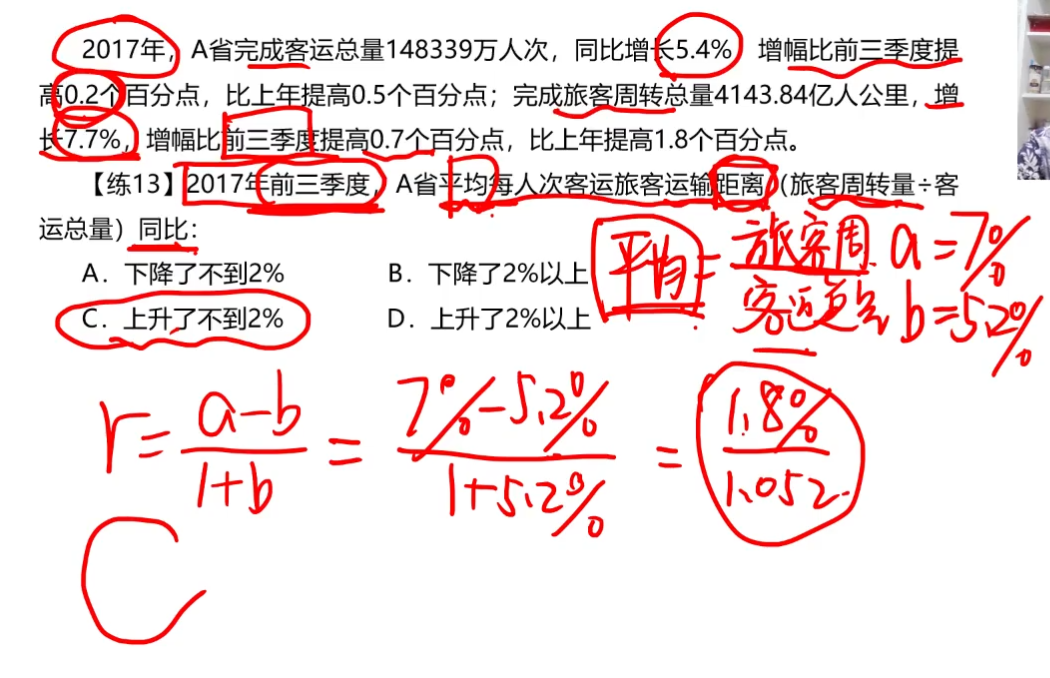 2017年，A省完成客运总量148339万人次，同比增长5.4%，增幅比前三季度提
高0.2个百分点，比上年提高0.5个百分点；完成旅客周转总量4143.84亿人公里，增
长7.7%，增幅比前三季度提高0.7个百分点，比上年提高1.8个百分点。
【练13】2017年前三季度，A省平均每人次客运旅客运输距离（旅客周转量÷客
运总量）同比：
A．下降了不到2%
B．下降了2%以上
C．上升了不到2%
D．上升了2%以上
平均 = 旅客周 / 客运总 a=7% b=5.2%
r = a-b / 1+b = 7%-5.2% / 1+5.2% = 1.8% / 1.052
C